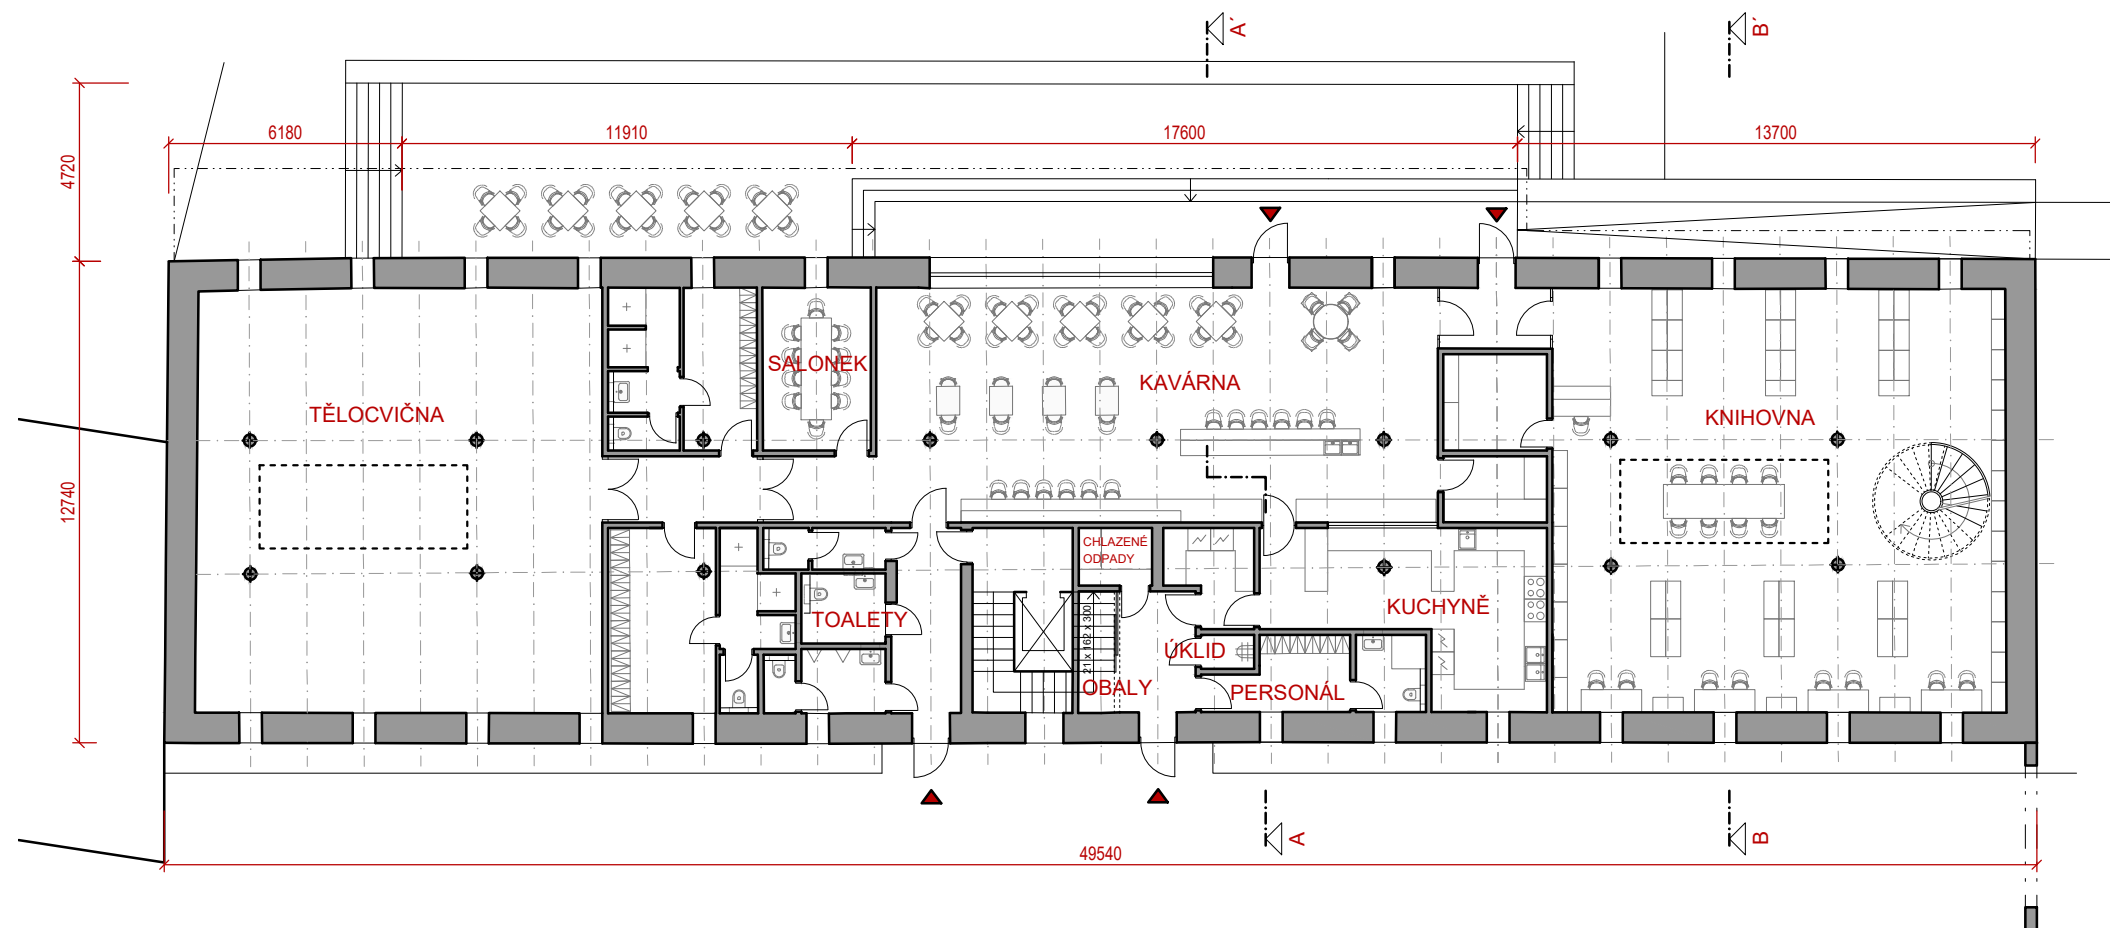 A´
B´
6180
11910
17600
13700
4720
SALONEK
KAVÁRNA
TĚLOCVIČNA
KNIHOVNA
12740
CHLAZENÉ
ODPADY
TOALETY
21 x 162 x 300
KUCHYNĚ
ÚKLID
OBALY
PERSONÁL
A
B
49540